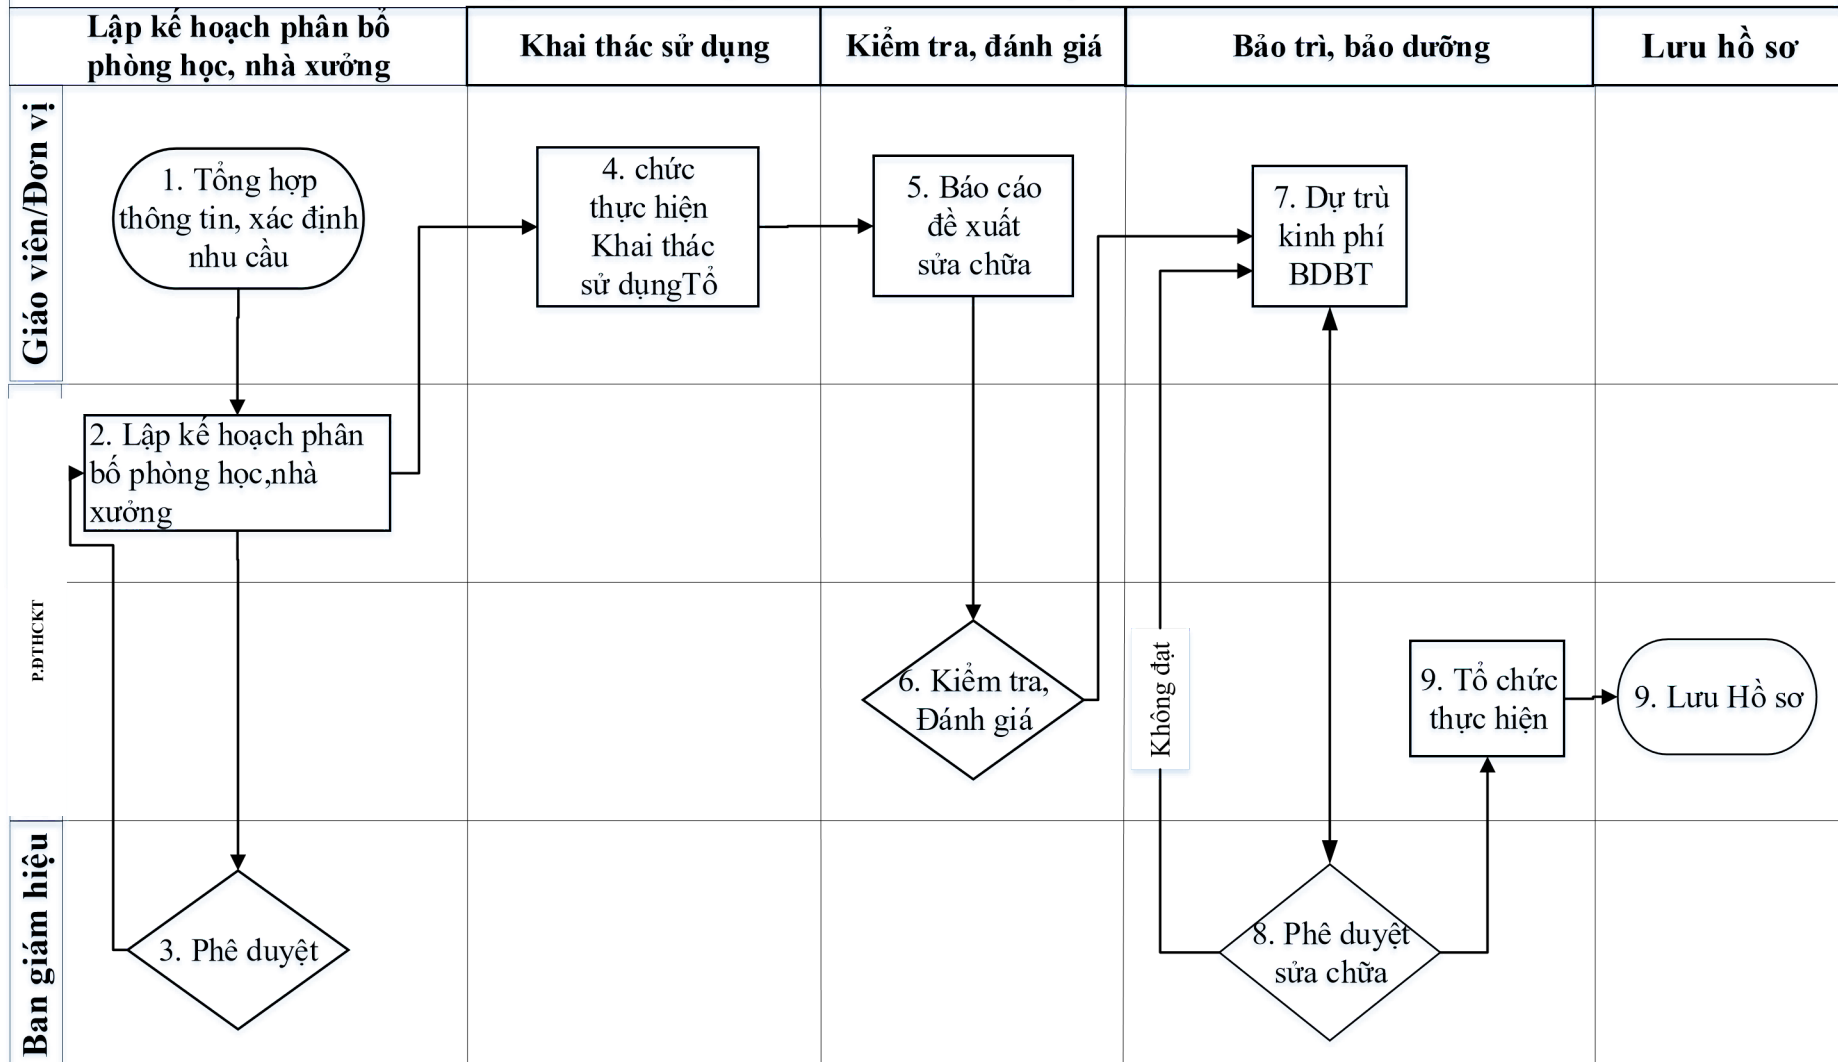 Lập kế hoạch phân bổ
phòng học, nhà xưởng
Khai thác sử dụng
Kiểm tra, đánh giá
Bảo trì, bảo dưỡng
Lưu hồ sơ
Giáo viên/Đơn vị
1. Tổng hợp
thông tin, xác định
nhu cầu
4. chức
thực hiện
Khai thác
sử dụngTổ
5. Báo cáo
đề xuất
sửa chữa
7. Dự trù
kinh phí
BDBT
2. Lập kế hoạch phân
bổ phòng học,nhà
xưởng
P.ĐTHCKT
6. Kiểm tra,
Đánh giá
Không đạt
9. Tổ chức
thực hiện
9. Lưu Hồ sơ
Ban giám hiệu
3. Phê duyệt
8. Phê duyệt
sửa chữa